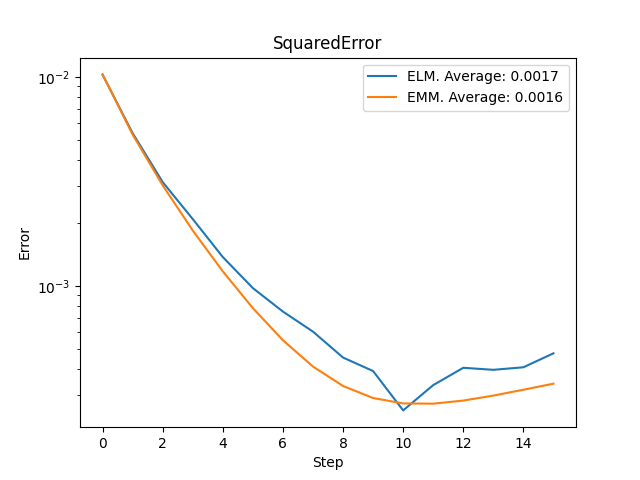 SquaredError
ELM. Average: 0.0017
EMM. Average: 0.0016
Error
10⁻²
10⁻³
0 2 4 6 8 10 12 14
Step